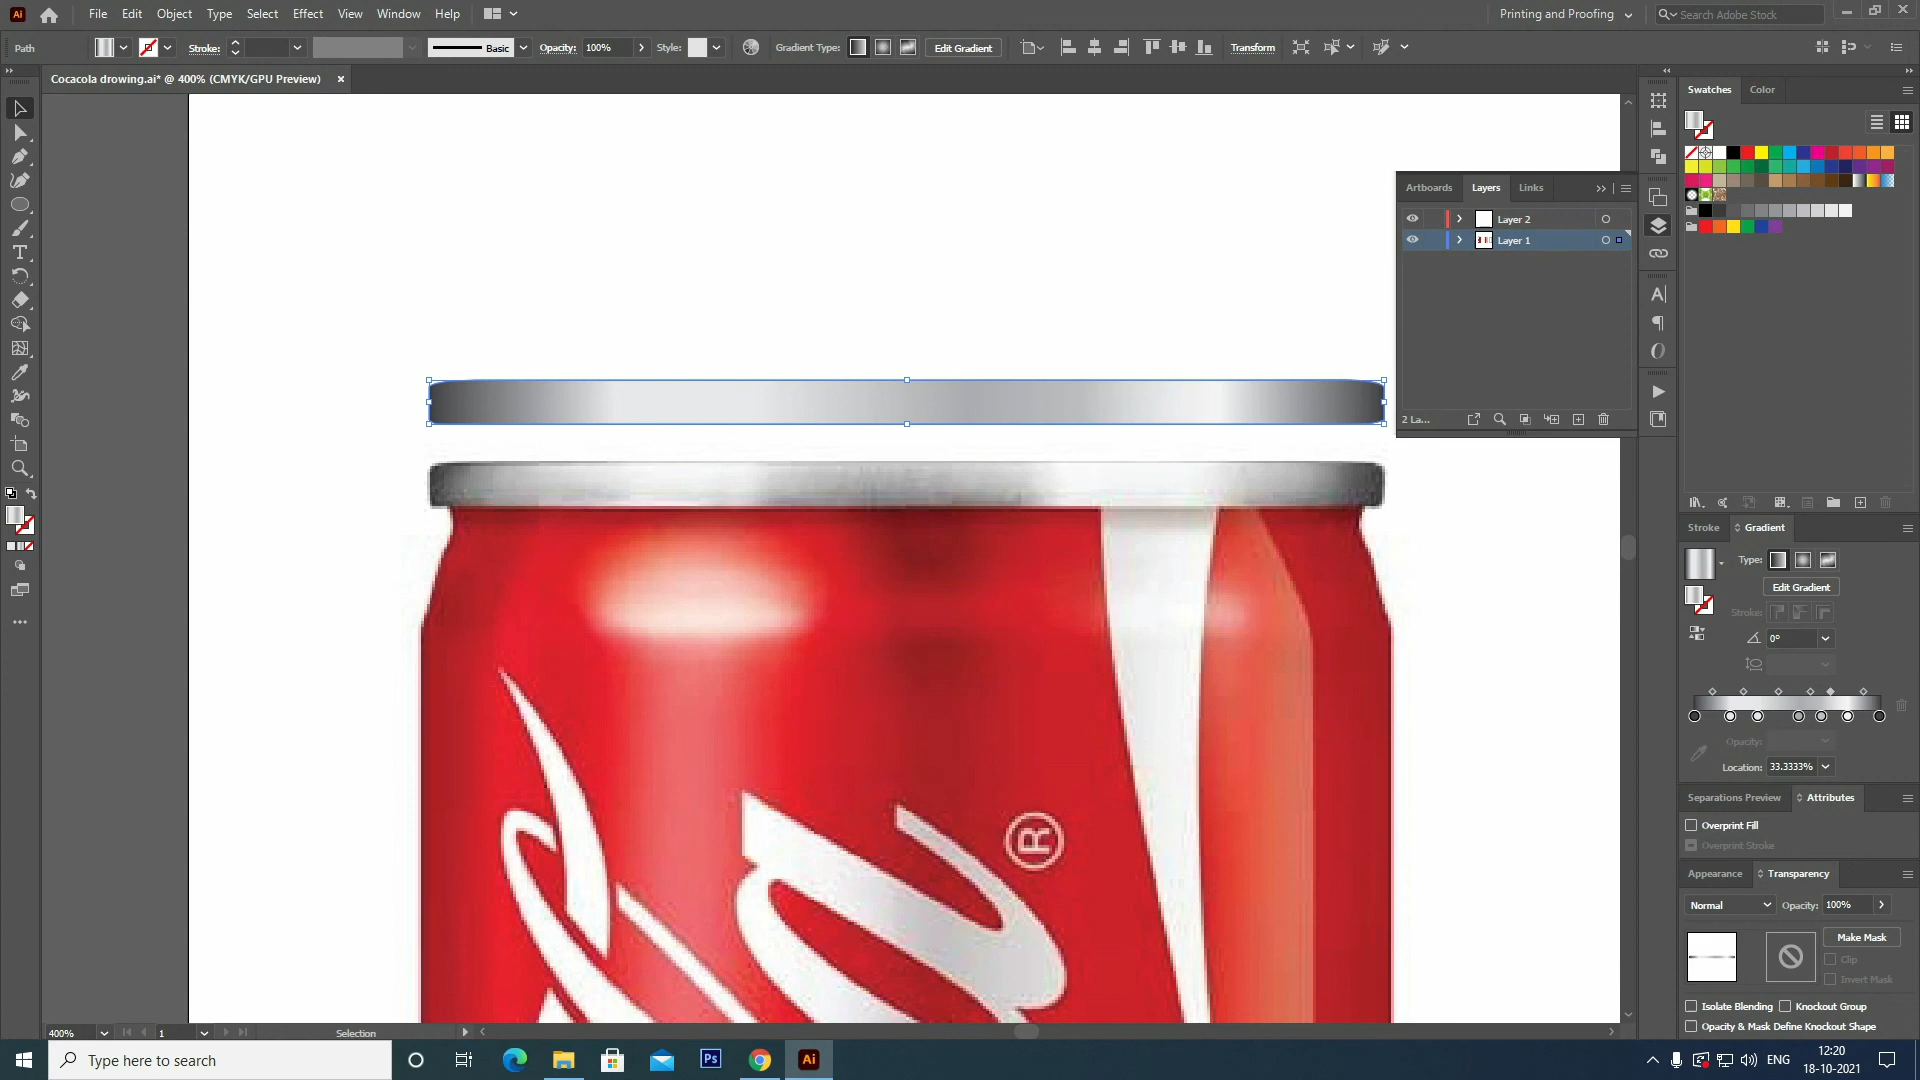 Ai File Edit Object Type Select Effect View Window Help Printing and Proofing Search Adobe Stock
Path Stroke: Basic Opacity: 100% Style: Gradient Type: Edit Gradient Transform
Cocacola drowing.ai* @ 400% (CMYK/GPU Preview)
Swatches Color
Artboards Layers Links
Layer 2
Layer 1
2 La...
Stroke Gradient
Type:
Edit Gradient
Stroke:
0°
Opacity:
Location: 33.3333%
Separations Preview Attributes
Overprint Fill
Overprint Stroke
Appearance Transparency
Normal Opacity: 100%
Make Mask
Clip
Invert Mask
Isolate Blending Knockout Group
Opacity & Mask Define Knockout Shape
®
400% 1 Selection
Type here to search
Ps Ai
ENG
12:20
18-10-2021